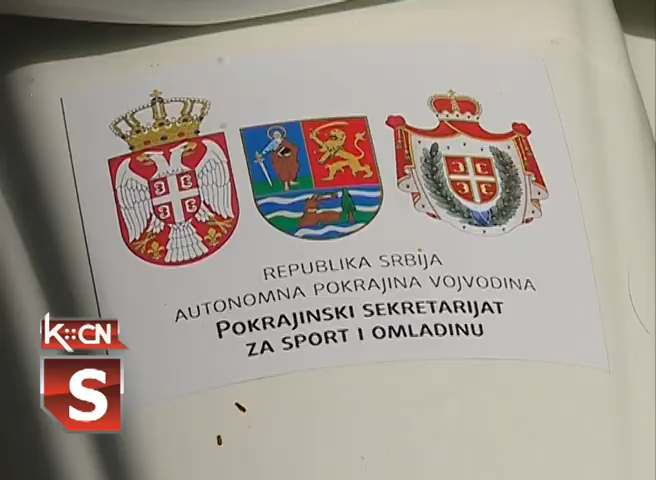 REPUBLIKA SRBIJA
AUTONOMNA POKRAJINA VOJVODINA
POKRAJINSKI SEKRETARIJAT
ZA SPORT I OMLADINU
K::CN
S